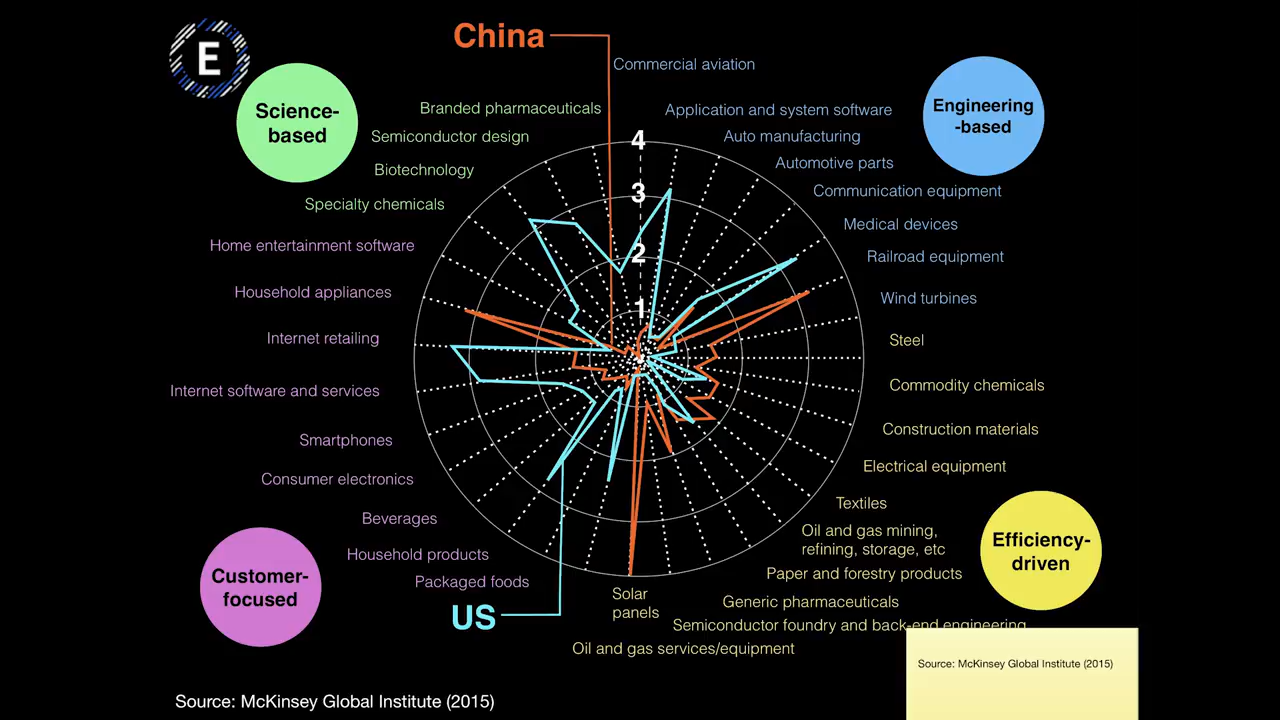 E
China
Commercial aviation
Science-
based
Engineering
-based
Branded pharmaceuticals
Application and system software
Semiconductor design
Auto manufacturing
Biotechnology
Automotive parts
Specialty chemicals
Communication equipment
Home entertainment software
Medical devices
Household appliances
Railroad equipment
Internet retailing
Wind turbines
Internet software and services
Steel
Smartphones
Commodity chemicals
Consumer electronics
Construction materials
Beverages
Electrical equipment
Household products
Textiles
Packaged foods
Oil and gas mining,
refining, storage, etc
Paper and forestry products
Generic pharmaceuticals
Semiconductor foundry and back-end engineering
Solar
panels
Oil and gas services/equipment
4
3
2
1
Customer-
focused
Efficiency-
driven
US
Source: McKinsey Global Institute (2015)
Source: McKinsey Global Institute (2015)